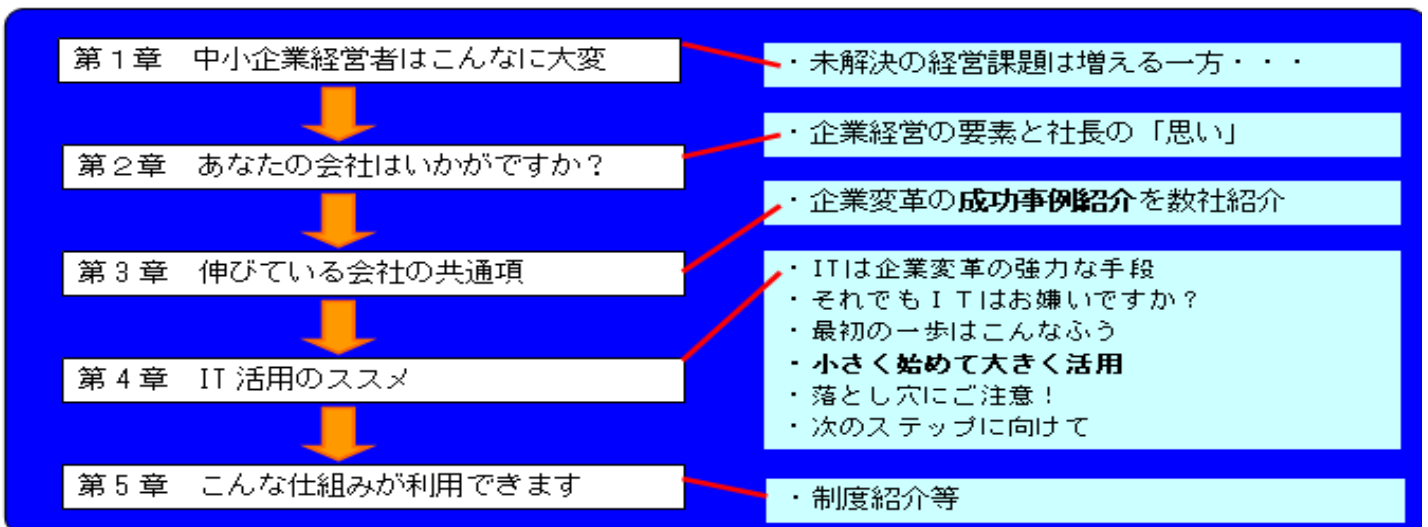 第１章　中小企業経営者はこんなに大変
・未解決の経営課題は増える一方・・・
第２章　あなたの会社はいかがですか？
・企業経営の要素と社長の「思い」
第３章　伸びている会社の共通項
・企業変革の成功事例紹介を数社紹介
第４章　IT 活用のススメ
・ITは企業変革の強力な手段
・それでもＩＴはお嫌いですか？
・最初の一歩はこんなふう
・小さく始めて大きく活用
・落とし穴にご注意！
・次のステップに向けて
第５章　こんな仕組みが利用できます
・制度紹介等